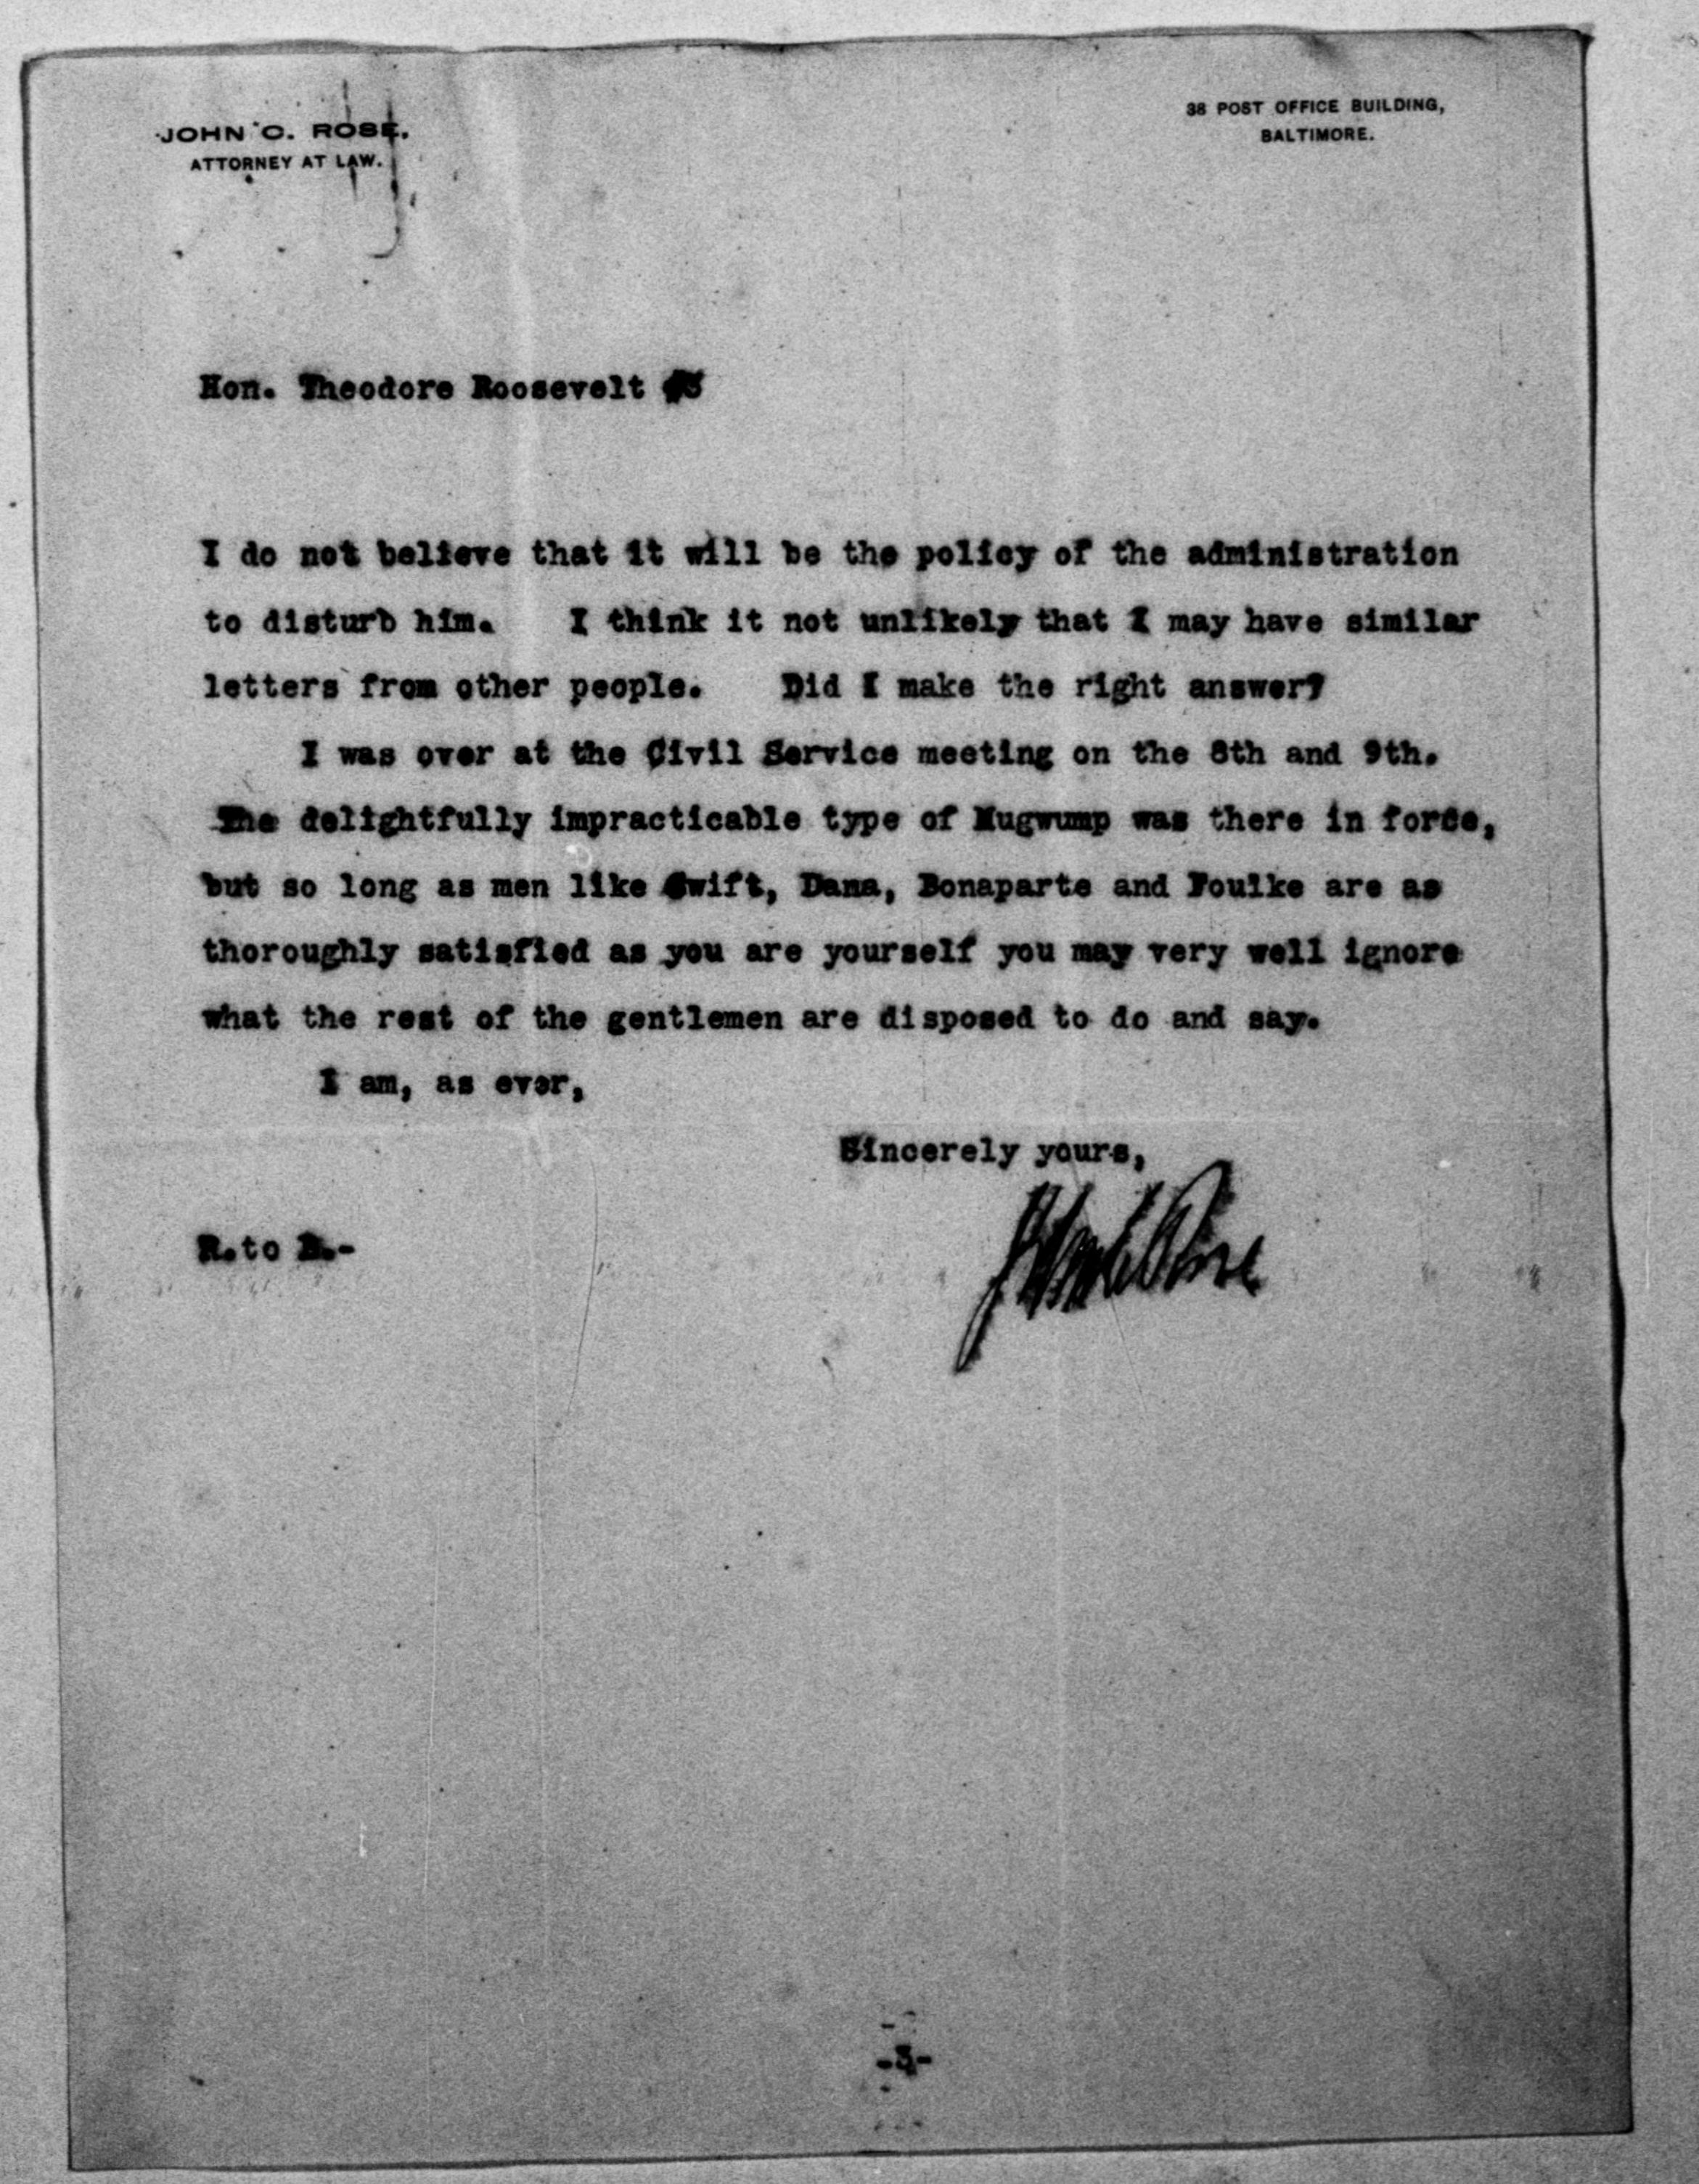 JOHN C. ROSE,
ATTORNEY AT LAW.
38 POST OFFICE BUILDING,
BALTIMORE.
Hon. Theodore Roosevelt
I do not believe that it will be the policy of the administration
to disturb him. I think it not unlikely that I may have similar
letters from other people. Did I make the right answer?
I was over at the Civil Service meeting on the 8th and 9th.
The delightfully impracticable type of Mugwump was there in force,
but so long as men like Swift, Dana, Bonaparte and Foulke are as
thoroughly satisfied as you are yourself you may very well ignore
what the rest of the gentlemen are disposed to do and say.
I am, as ever,
Sincerely yours,
John C Rose
R.to B.-
-3-